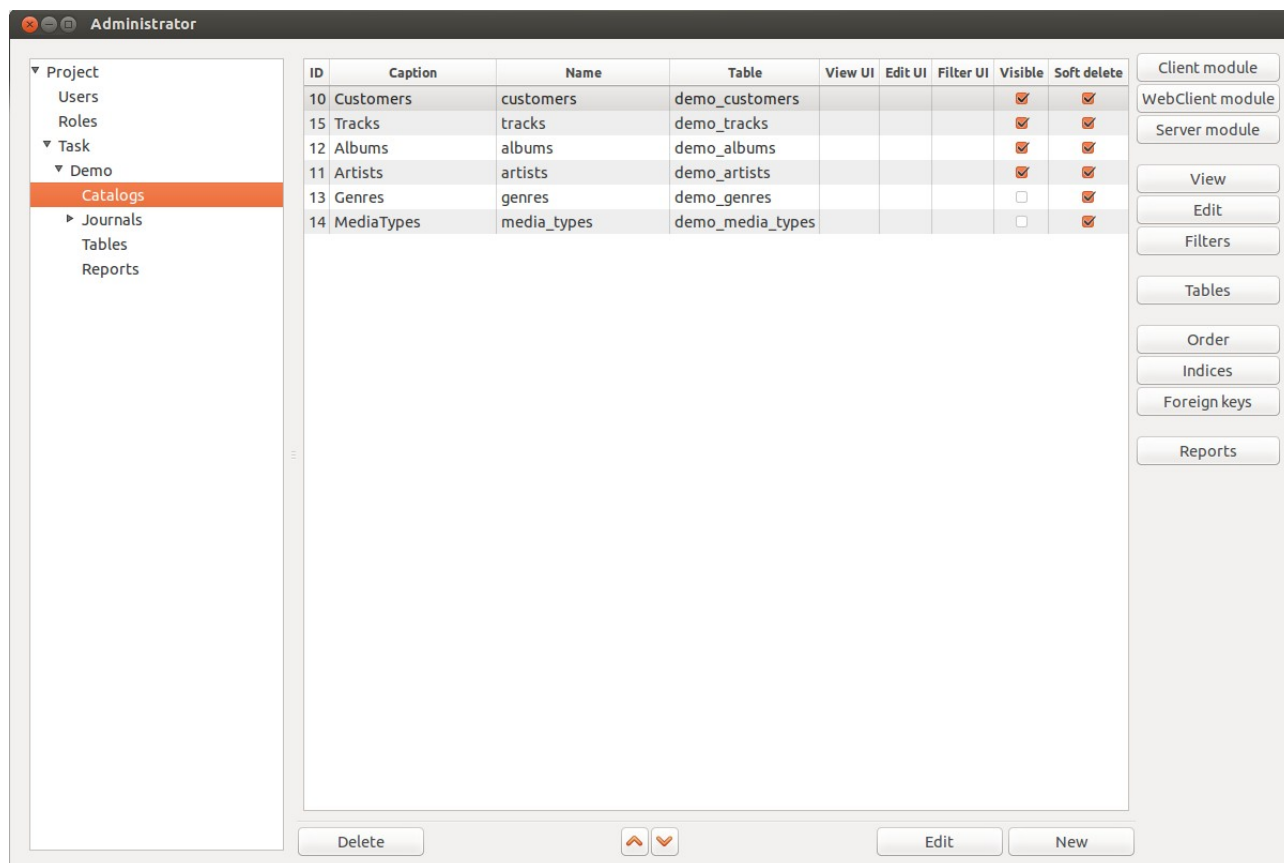 Administrator
Project
Users
Roles
Task
Demo
Catalogs
Journals
Tables
Reports
ID Caption Name Table View UI Edit UI Filter UI Visible Soft delete
10 Customers customers demo_customers
15 Tracks tracks demo_tracks
12 Albums albums demo_albums
11 Artists artists demo_artists
13 Genres genres demo_genres
14 MediaTypes media_types demo_media_types
Client module
WebClient module
Server module
View
Edit
Filters
Tables
Order
Indices
Foreign keys
Reports
Delete Edit New